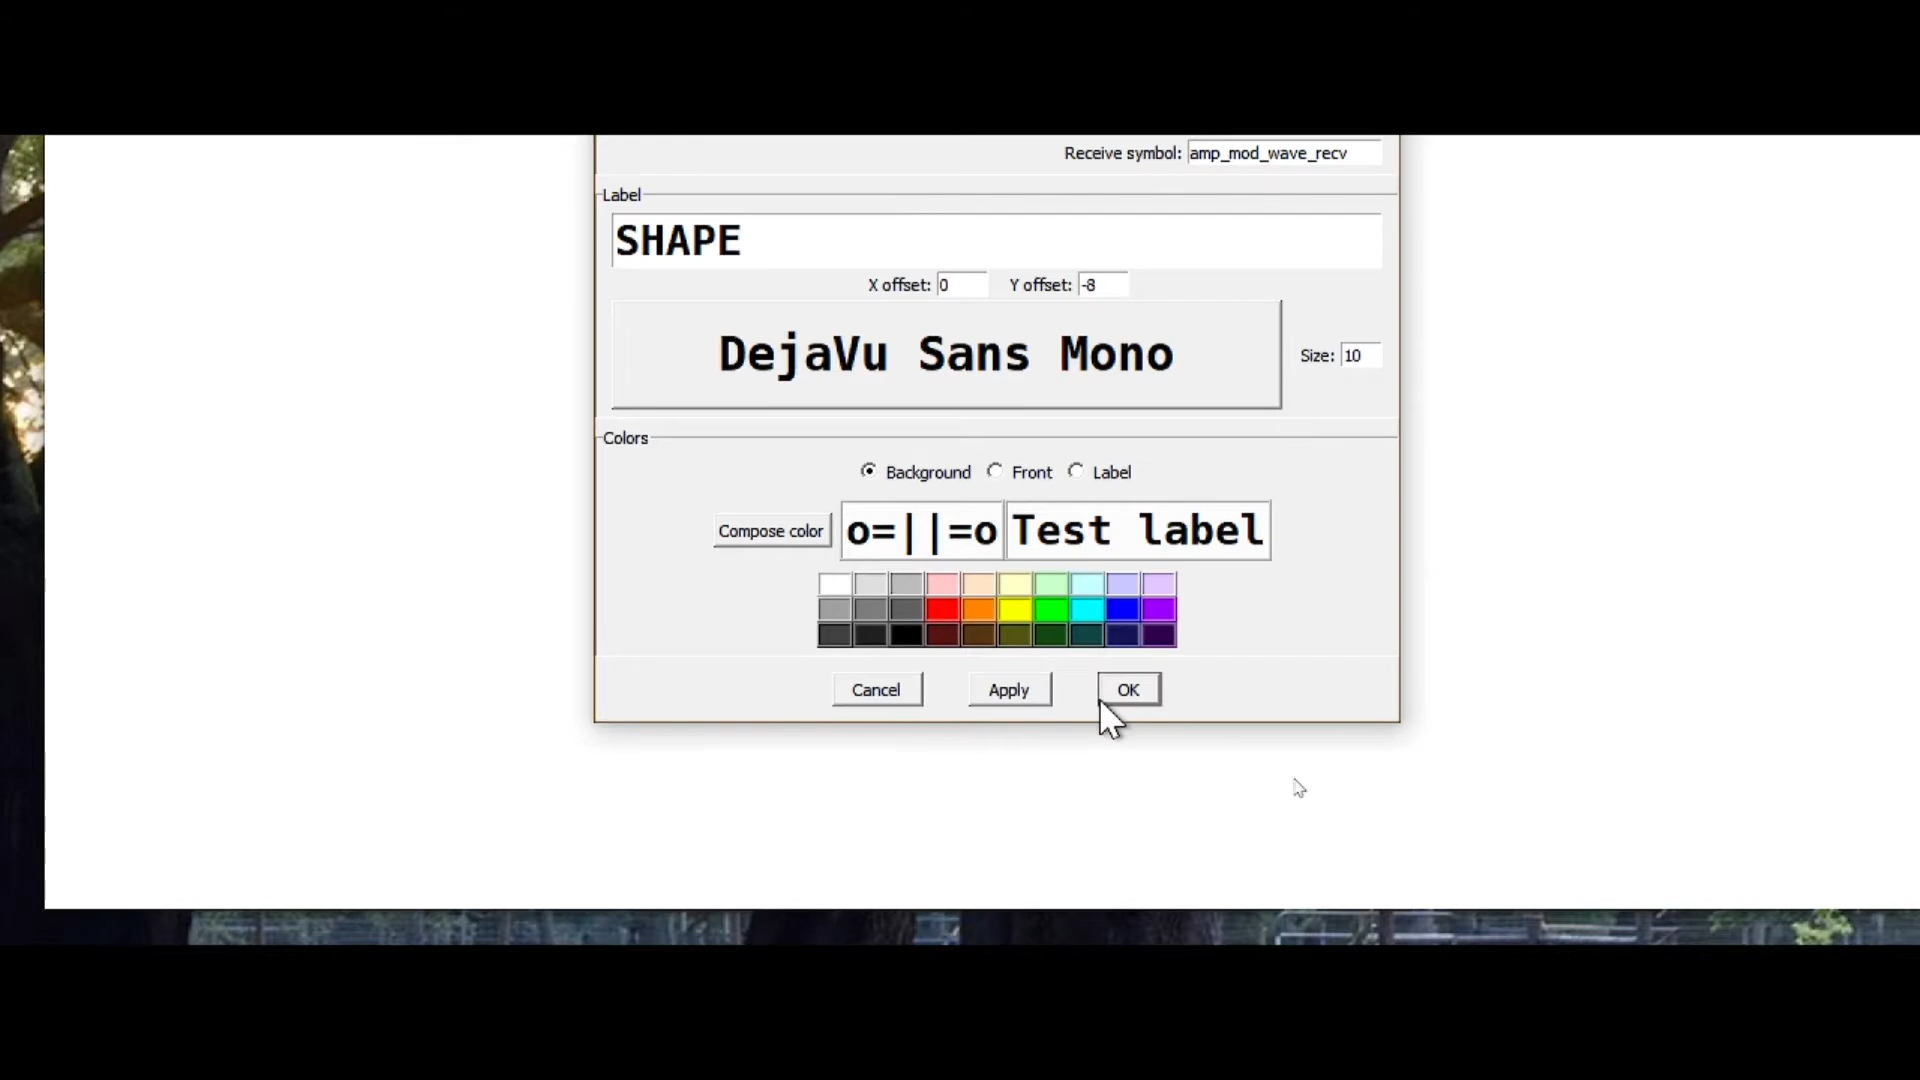 Receive symbol: amp_mod_wave_recv
Label
SHAPE
X offset: 0 Y offset: -8
DejaVu Sans Mono Size: 10
Colors
Background Front Label
Compose color o=||=o Test label
Cancel Apply OK